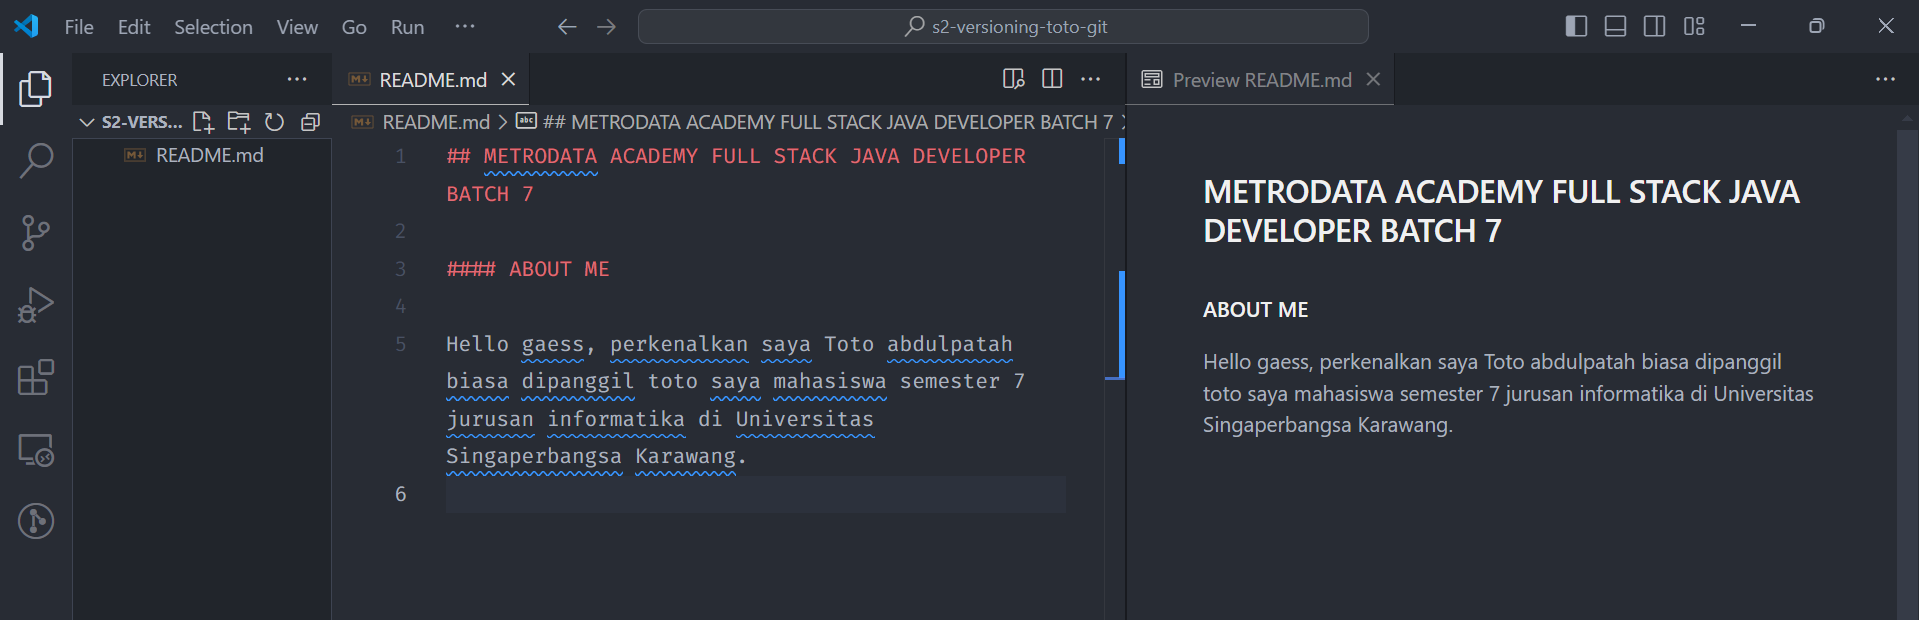 File Edit Selection View Go Run ...
s2-versioning-toto-git
EXPLORER ...
README.md
Preview README.md
S2-VERS...
README.md > ## METRODATA ACADEMY FULL STACK JAVA DEVELOPER BATCH 7
README.md
1 ## METRODATA ACADEMY FULL STACK JAVA DEVELOPER
BATCH 7
2
3 #### ABOUT ME
4
5 Hello gaess, perkenalkan saya Toto abdulpatah
biasa dipanggil toto saya mahasiswa semester 7
jurusan informatika di Universitas
Singaperbangsa Karawang.
6
METRODATA ACADEMY FULL STACK JAVA
DEVELOPER BATCH 7
ABOUT ME
Hello gaess, perkenalkan saya Toto abdulpatah biasa dipanggil
toto saya mahasiswa semester 7 jurusan informatika di Universitas
Singaperbangsa Karawang.